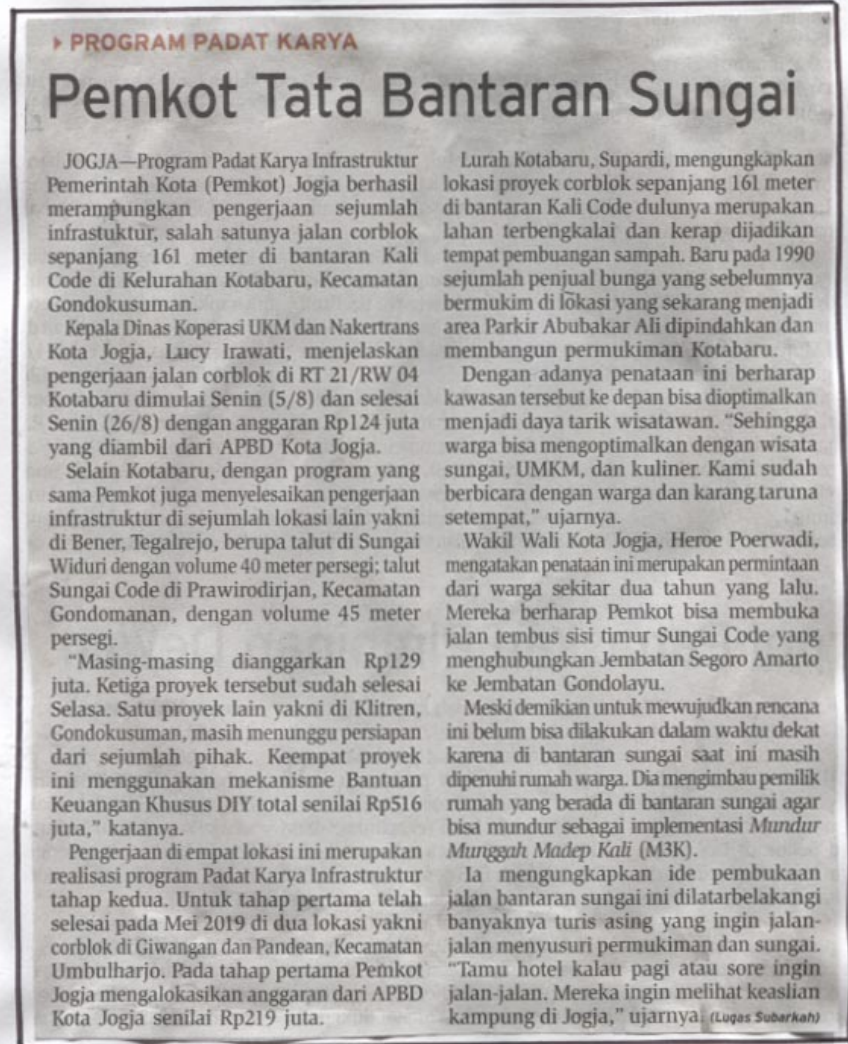 PROGRAM PADAT KARYA
Pemkot Tata Bantaran Sungai
JOGJA—Program Padat Karya Infrastruktur
Pemerintah Kota (Pemkot) Jogja berhasil
merampungkan pengerjaan sejumlah
infrastuktur, salah satunya jalan corblok
sepanjang 161 meter di bantaran Kali
Code di Kelurahan Kotabaru, Kecamatan
Gondokusuman.
Kepala Dinas Koperasi UKM dan Nakertrans
Kota Jogja, Lucy Irawati, menjelaskan
pengerjaan jalan corblok di RT 21/RW 04
Kotabaru dimulai Senin (5/8) dan selesai
Senin (26/8) dengan anggaran Rp124 juta
yang diambil dari APBD Kota Jogja.
Selain Kotabaru, dengan program yang
sama Pemkot juga menyelesaikan pengerjaan
infrastruktur di sejumlah lokasi lain yakni
di Bener, Tegalrejo, berupa talut di Sungai
Widuri dengan volume 40 meter persegi; talut
Sungai Code di Prawirodirjan, Kecamatan
Gondomanan, dengan volume 45 meter
persegi.
“Masing-masing dianggarkan Rp129
juta. Ketiga proyek tersebut sudah selesai
Selasa. Satu proyek lain yakni di Klitren,
Gondokusuman, masih menunggu persiapan
dari sejumlah pihak. Keempat proyek
ini menggunakan mekanisme Bantuan
Keuangan Khusus DIY total senilai Rp516
juta,” katanya.
Pengerjaan di empat lokasi ini merupakan
realisasi program Padat Karya Infrastruktur
tahap kedua. Untuk tahap pertama telah
selesai pada Mei 2019 di dua lokasi yakni
corblok di Giwangan dan Pandean, Kecamatan
Umbulharjo. Pada tahap pertama Pemkot
Jogja mengalokasikan anggaran dari APBD
Kota Jogja senilai Rp219 juta.
Lurah Kotabaru, Supardi, mengungkapkan
lokasi proyek corblok sepanjang 161 meter
di bantaran Kali Code dulunya merupakan
lahan terbengkalai dan kerap dijadikan
tempat pembuangan sampah. Baru pada 1990
sejumlah penjual bunga yang sebelumnya
bermukim di lokasi yang sekarang menjadi
area Parkir Abubakar Ali dipindahkan dan
membangun permukiman Kotabaru.
Dengan adanya penataan ini berharap
kawasan tersebut ke depan bisa dioptimalkan
menjadi daya tarik wisatawan. “Sehingga
warga bisa mengoptimalkan dengan wisata
sungai, UMKM, dan kuliner. Kami sudah
berbicara dengan warga dan karang taruna
setempat,” ujarnya.
Wakil Wali Kota Jogja, Heroe Poerwadi,
mengatakan penataan ini merupakan permintaan
dari warga sekitar dua tahun yang lalu.
Mereka berharap Pemkot bisa membuka
jalan tembus sisi timur Sungai Code yang
menghubungkan Jembatan Segoro Amarto
ke Jembatan Gondolayu.
Meski demikian untuk mewujudkan rencana
ini belum bisa dilakukan dalam waktu dekat
karena di bantaran sungai saat ini masih
dipenuhi rumah warga. Dia mengimbau pemilik
rumah yang berada di bantaran sungai agar
bisa mundur sebagai implementasi Mundur
Munggah Madep Kali (M3K).
Ia mengungkapkan ide pembukaan
jalan bantaran sungai ini dilatarbelakangi
banyaknya turis asing yang ingin jalan-
jalan menyusuri permukiman dan sungai.
“Tamu hotel kalau pagi atau sore ingin
jalan-jalan. Mereka ingin melihat keaslian
kampung di Jogja,” ujarnya. (Lugas Subarkah)